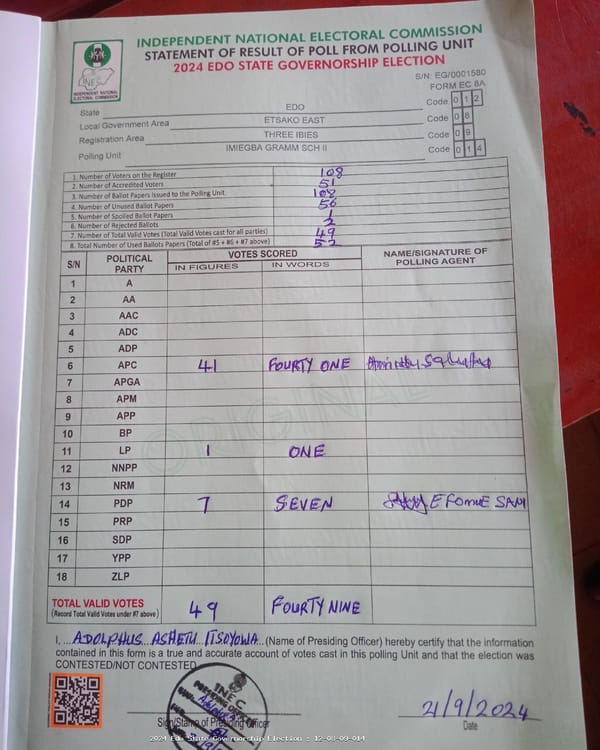 INDEPENDENT NATIONAL ELECTORAL COMMISSION
STATEMENT OF RESULT OF POLL FROM POLLING UNIT
2024 EDO STATE GOVERNORSHIP ELECTION
INEC
INDEPENDENT NATIONAL ELECTORAL COMMISSION
S/N: EG/0001580
FORM EC 8A
State EDO Code 0 1 2
Local Government Area ETSAKO EAST Code 0 8
Registration Area THREE IBIES Code 0 9
Polling Unit IMIEGBA GRAMM SCH II Code 0 1 4
1. Number of Voters on the Register 108
2. Number of Accredited Voters 51
3. Number of Ballot Papers Issued to the Polling Unit 108
4. Number of Unused Ballot Papers 56
5. Number of Spoiled Ballot Papers 1
6. Number of Rejected Ballots 2
7. Number of Total Valid Votes (Total Valid Votes cast for all parties) 49
8. Total Number of Used Ballots Papers (Total of #5 + #6 + #7 above) 52
S/N POLITICAL PARTY VOTES SCORED NAME/SIGNATURE OF POLLING AGENT
IN FIGURES IN WORDS
1 A
2 AA
3 AAC
4 ADC
5 ADP
6 APC 41 FOURTY ONE
7 APGA
8 APM
9 APP
10 BP
11 LP 1 ONE
12 NNPP
13 NRM
14 PDP 7 SEVEN SANI
15 PRP
16 SDP
17 YPP
18 ZLP
ORIGINAL
TOTAL VALID VOTES 49 FOURTY NINE
(Record Total Valid Votes under #7 above)
I, ... ADOLPHUS ASHETU ITSOYOWA .. (Name of Presiding Officer) hereby certify that the information
contained in this form is a true and accurate account of votes cast in this polling Unit and that the election was
CONTESTED/NOT CONTESTED
INEC
21/9/2024
Sign/Stamp of Presiding Officer Date
2024 Edo State Governorship Election : 12-08-09-014